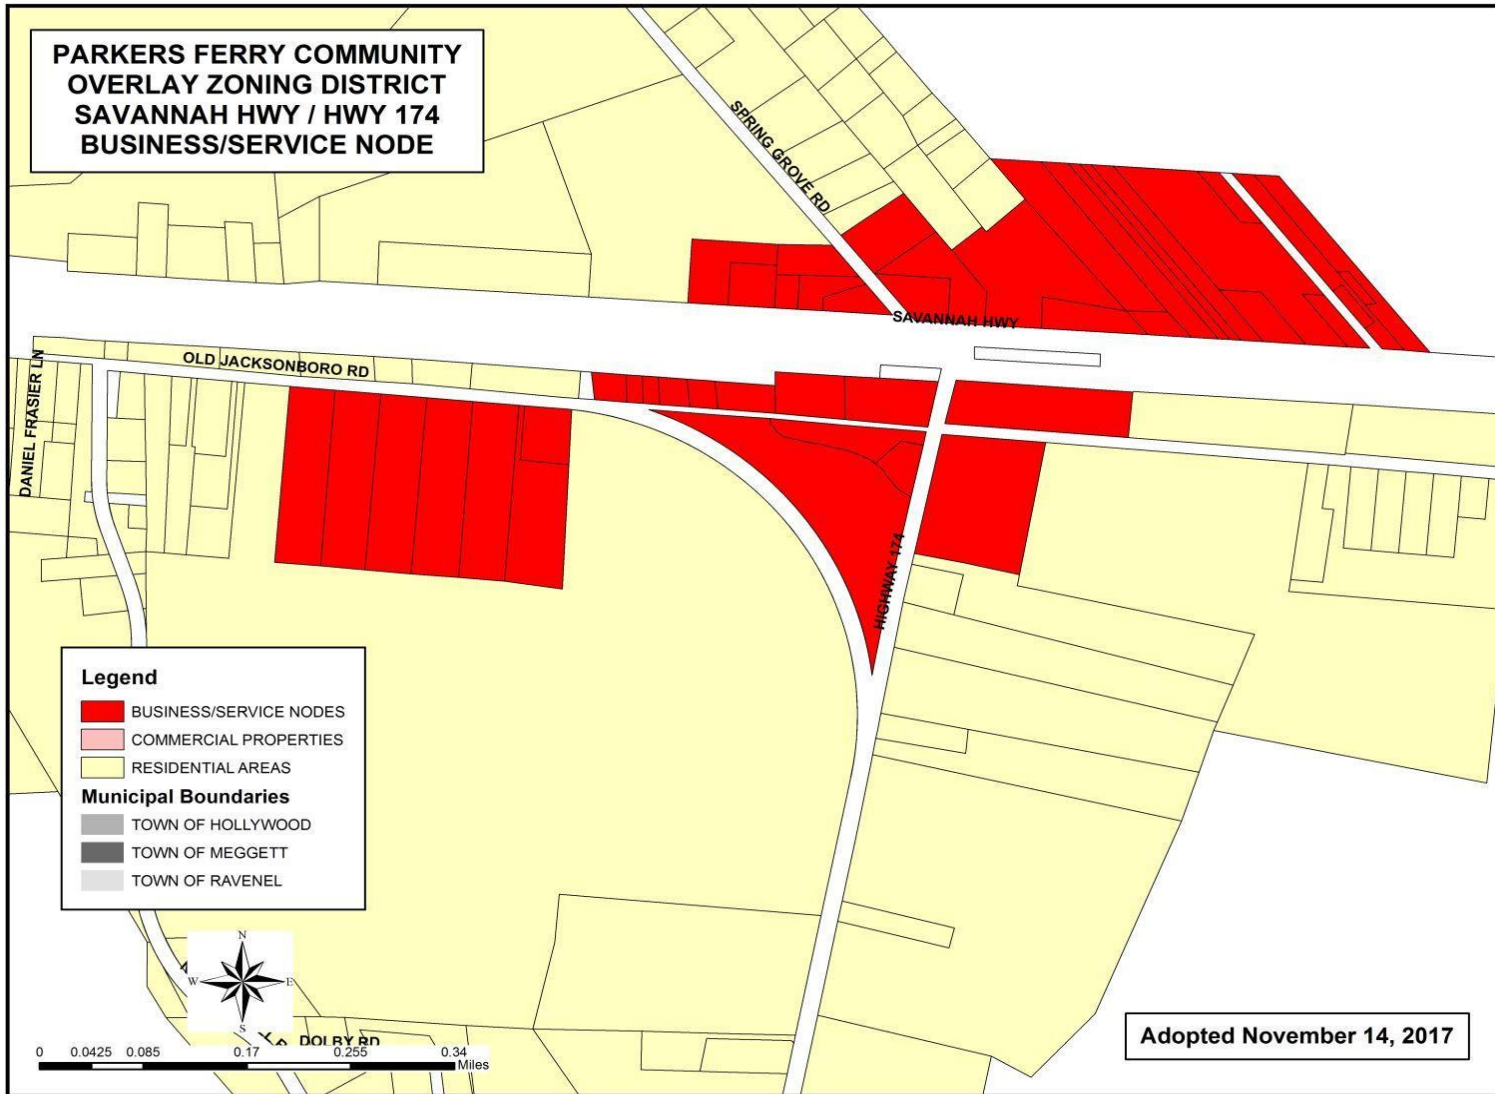 PARKERS FERRY COMMUNITY
OVERLAY ZONING DISTRICT
SAVANNAH HWY / HWY 174
BUSINESS/SERVICE NODE
SPRING GROVE RD
SAVANNAH HWY
OLD JACKSONBORO RD
DANIEL FRASIER LN
HIGHWAY 174
Legend
BUSINESS/SERVICE NODES
COMMERCIAL PROPERTIES
RESIDENTIAL AREAS
Municipal Boundaries
TOWN OF HOLLYWOOD
TOWN OF MEGGETT
TOWN OF RAVENEL
N
W E
S
DOLBY RD
0 0.0425 0.085 0.17 0.255 0.34
Miles
Adopted November 14, 2017